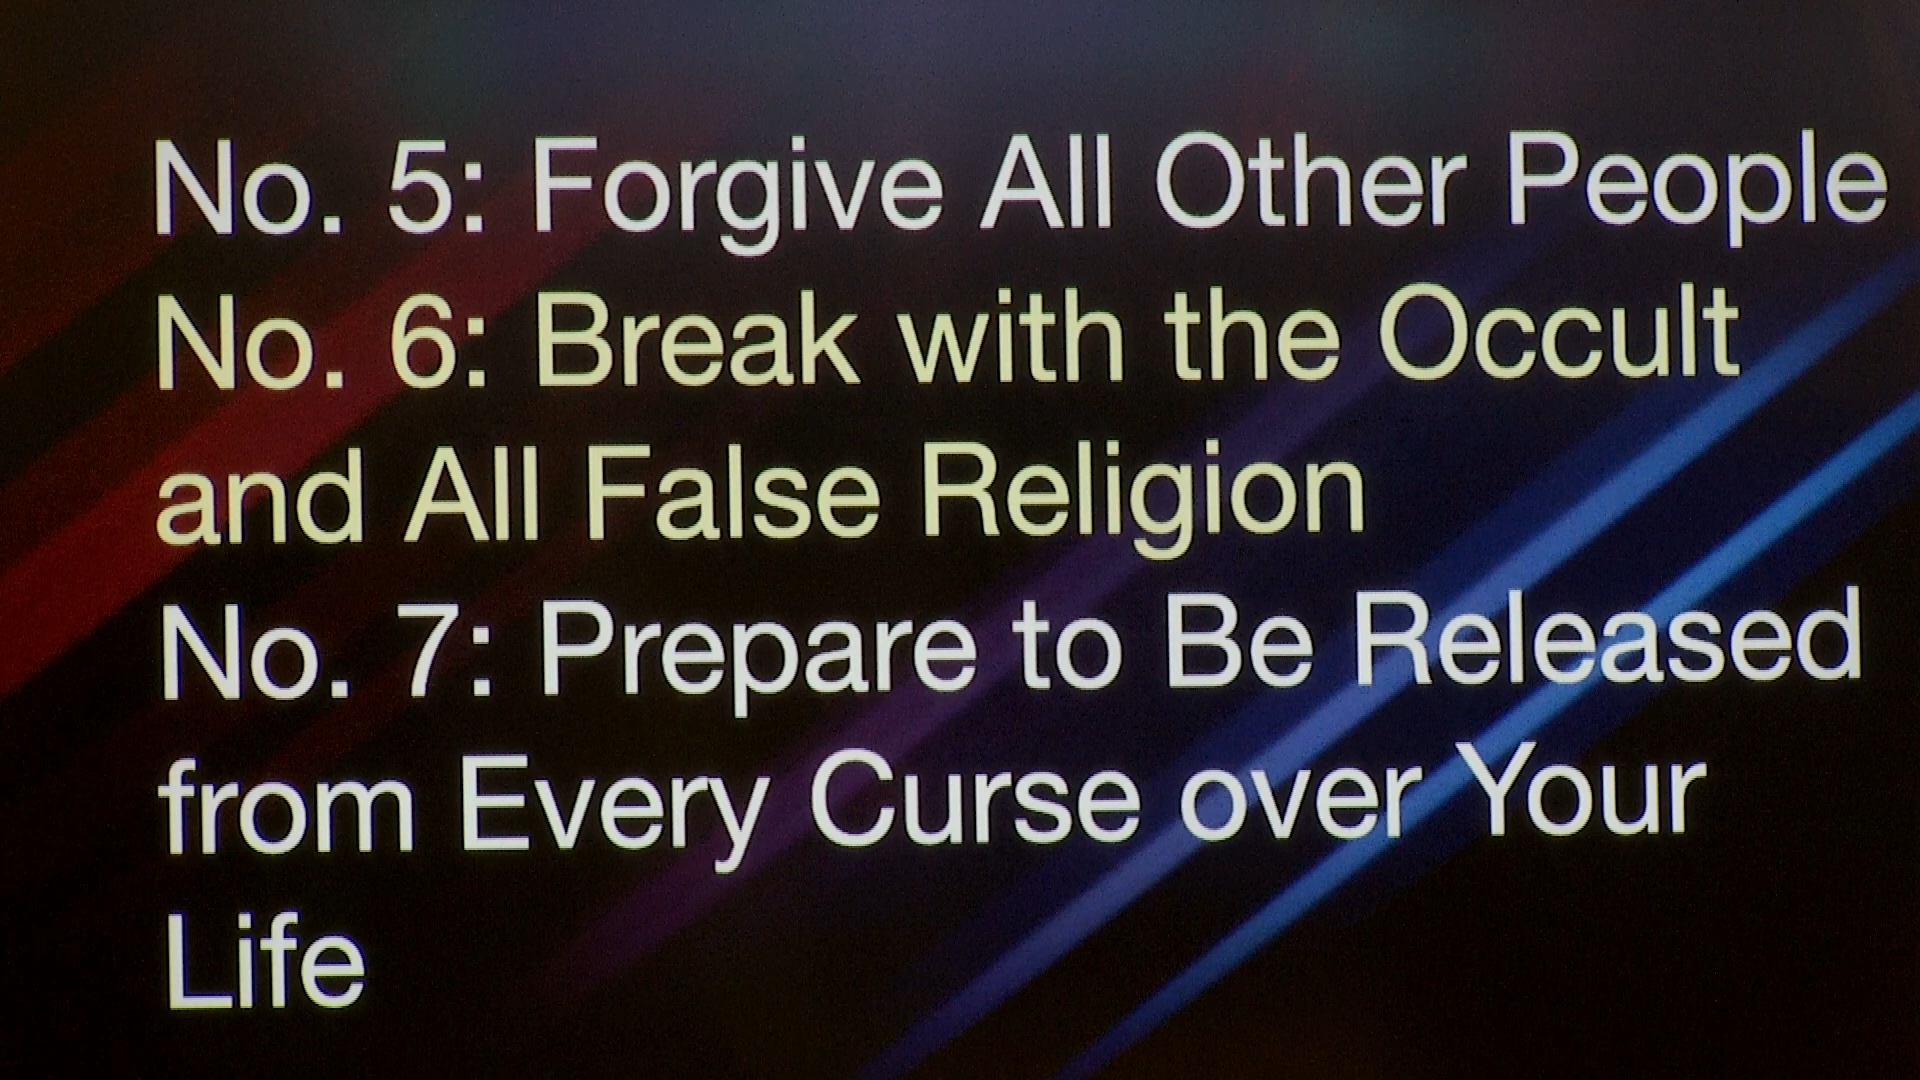 No. 5: Forgive All Other People
No. 6: Break with the Occult
and All False Religion
No. 7: Prepare to Be Released
from Every Curse over Your
Life